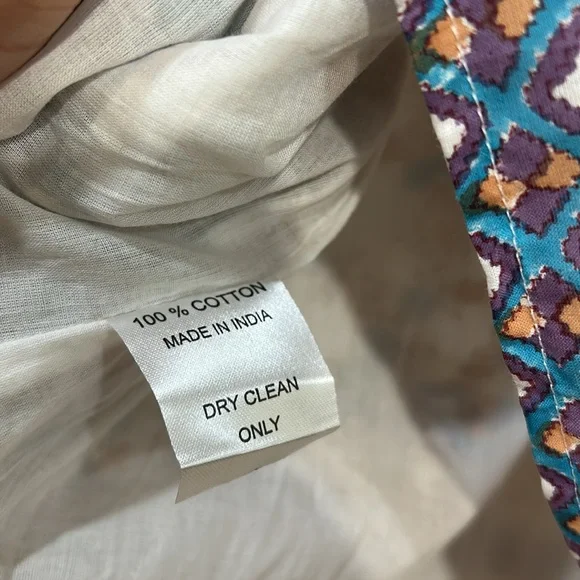 100 % COTTON
MADE IN INDIA
DRY CLEAN
ONLY